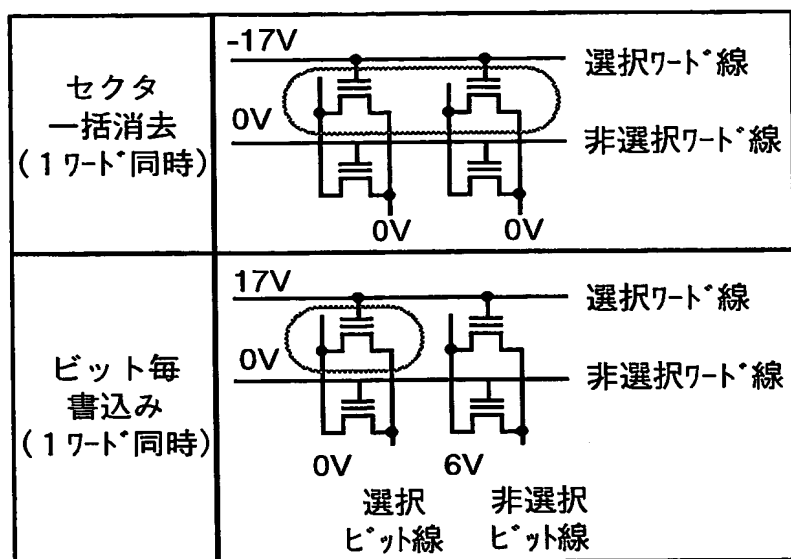 セクタ
一括消去
(1ワード同時)
-17V
選択ワード線
0V
非選択ワード線
0V 0V
ビット毎
書込み
(1ワード同時)
17V
選択ワード線
0V
非選択ワード線
0V 6V
選択 非選択
ビット線 ビット線